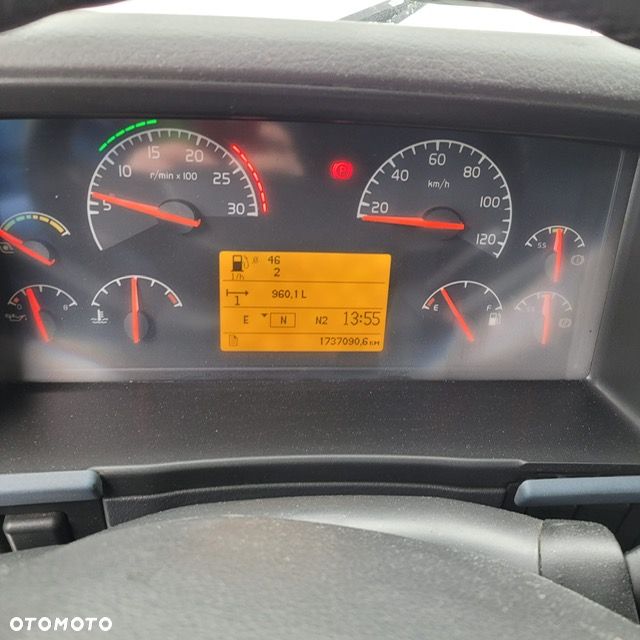 15 20
10 25
5 30
r/min x 100
60 80
40 100
20 120
km/h
P
46
2
l/h
1 960,1 L
E N N2 13:55
1737090,6 KM
E F
OTOMOTO